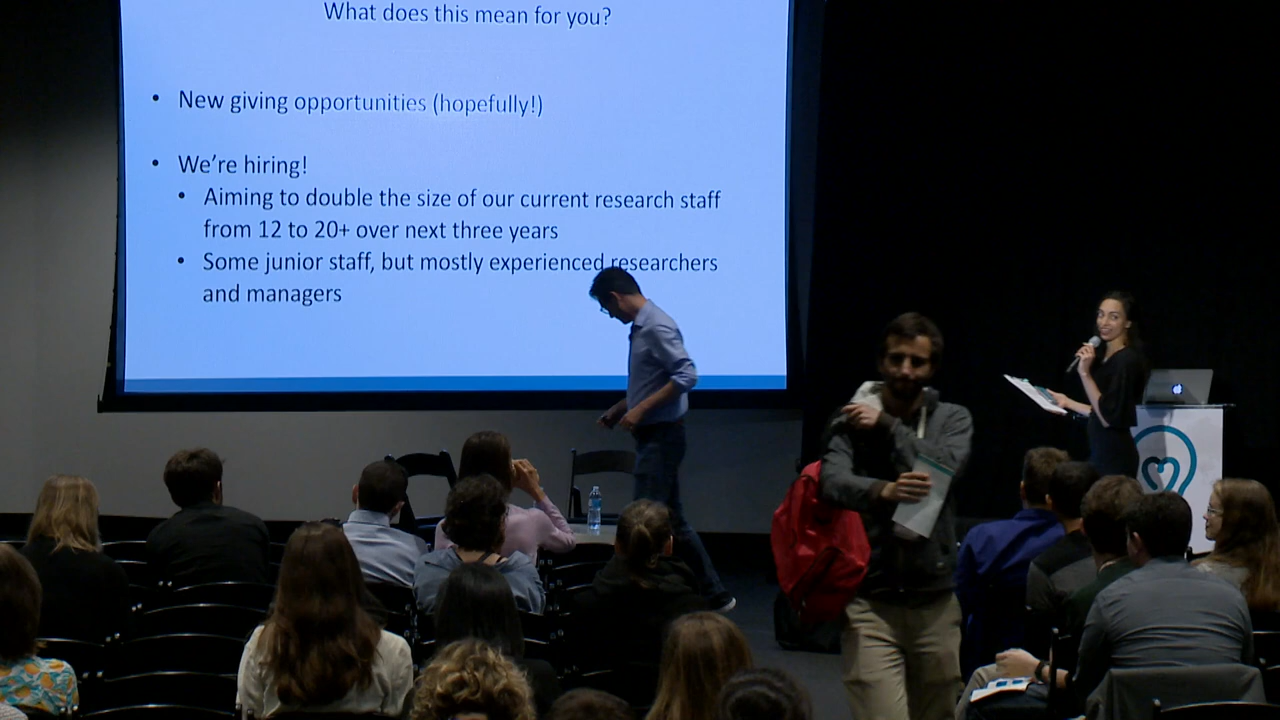 What does this mean for you?
• New giving opportunities (hopefully!)
• We’re hiring!
• Aiming to double the size of our current research staff
from 12 to 20+ over next three years
• Some junior staff, but mostly experienced researchers
and managers